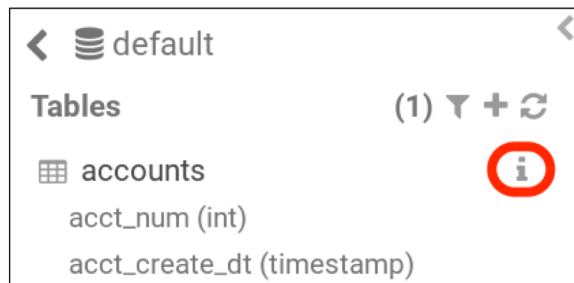 default
Tables (1)
accounts i
acct_num (int)
acct_create_dt (timestamp)